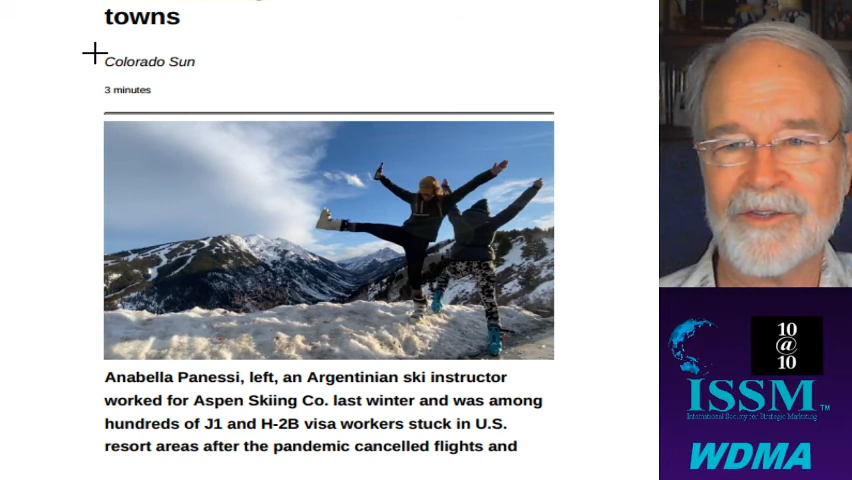 towns
Colorado Sun
3 minutes
Anabella Panessi, left, an Argentinian ski instructor
worked for Aspen Skiing Co. last winter and was among
hundreds of J1 and H-2B visa workers stuck in U.S.
resort areas after the pandemic cancelled flights and
10
@
10
ISSM™
International Society for Strategic Marketing
WDMA